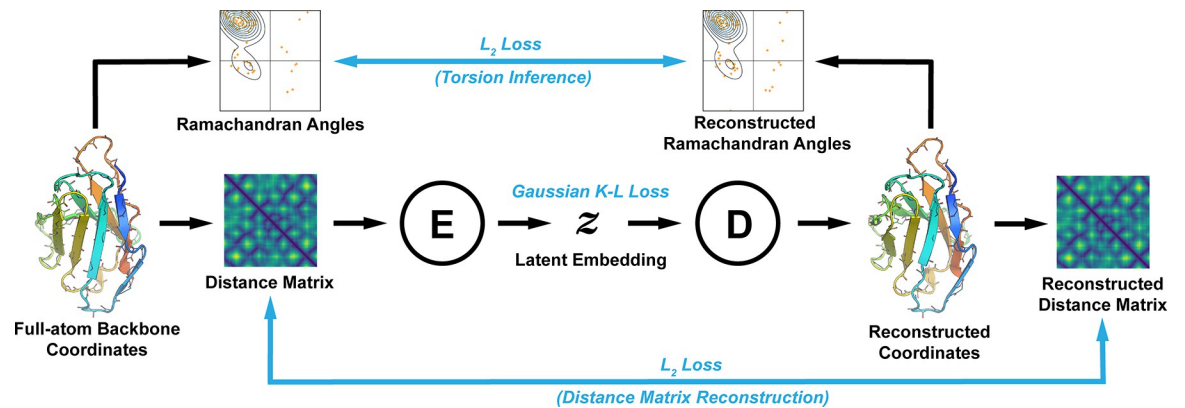 L2 Loss
(Torsion Inference)
Ramachandran Angles
Reconstructed
Ramachandran Angles
Gaussian K-L Loss
E
z
D
Latent Embedding
Distance Matrix
Full-atom Backbone
Coordinates
Reconstructed
Coordinates
Reconstructed
Distance Matrix
L2 Loss
(Distance Matrix Reconstruction)